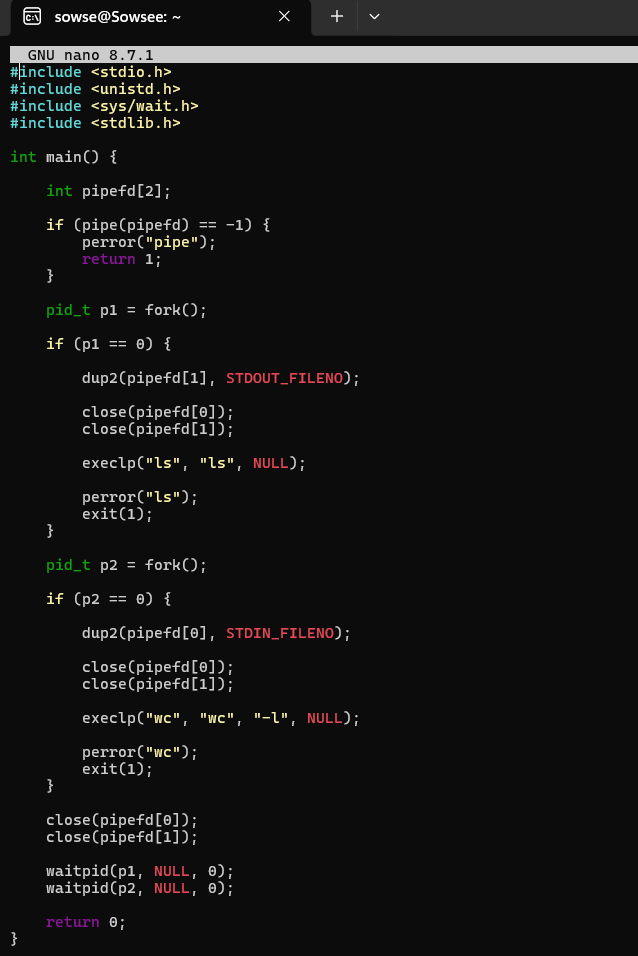 sowse@Sowsee: ~
GNU nano 8.7.1
#include <stdio.h>
#include <unistd.h>
#include <sys/wait.h>
#include <stdlib.h>

int main() {

    int pipefd[2];

    if (pipe(pipefd) == -1) {
        perror("pipe");
        return 1;
    }

    pid_t p1 = fork();

    if (p1 == 0) {

        dup2(pipefd[1], STDOUT_FILENO);

        close(pipefd[0]);
        close(pipefd[1]);

        execlp("ls", "ls", NULL);

        perror("ls");
        exit(1);
    }

    pid_t p2 = fork();

    if (p2 == 0) {

        dup2(pipefd[0], STDIN_FILENO);

        close(pipefd[0]);
        close(pipefd[1]);

        execlp("wc", "wc", "-l", NULL);

        perror("wc");
        exit(1);
    }

    close(pipefd[0]);
    close(pipefd[1]);

    waitpid(p1, NULL, 0);
    waitpid(p2, NULL, 0);

    return 0;
}